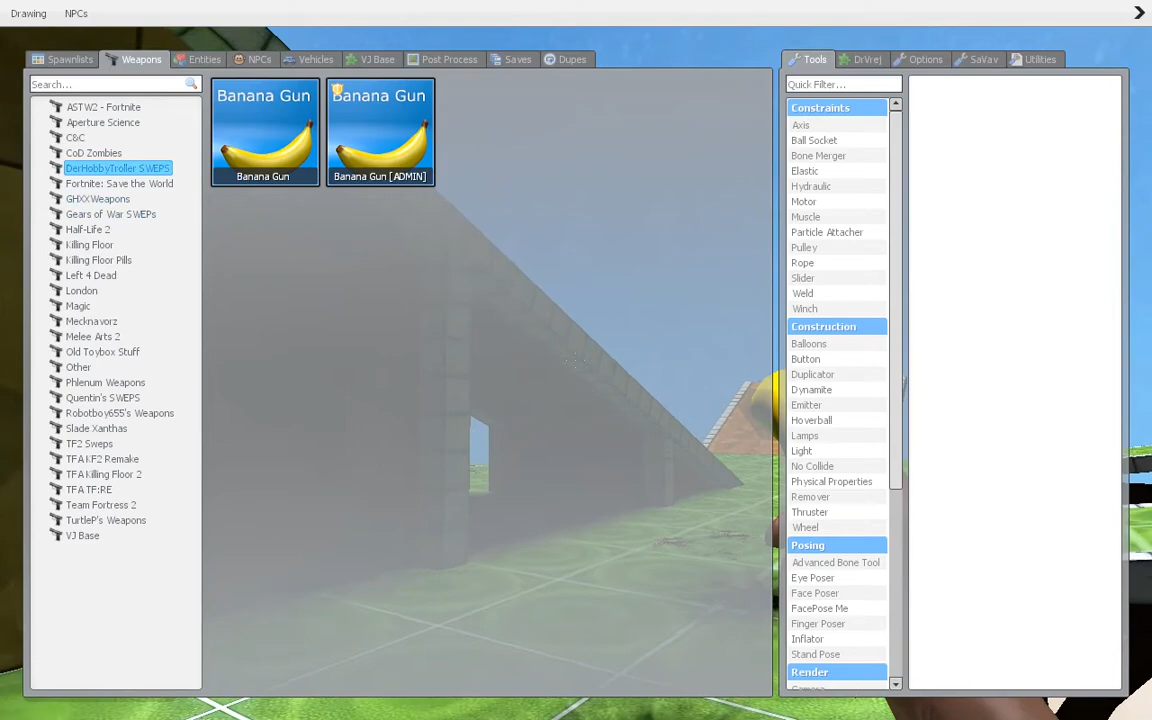 Drawing NPCs
Spawnlists Weapons Entities NPCs Vehicles VJ Base Post Process Saves Dupes
Tools DrVrej Options SaVav Utilities
Search...
ASTW2 - Fortnite
Aperture Science
C&C
CoD Zombies
DerHobbyTroller SWEPS
Fortnite: Save the World
GHXXWeapons
Gears of War SWEPs
Half-Life 2
Killing Floor
Killing Floor Pills
Left 4 Dead
London
Magic
Mecknavorz
Melee Arts 2
Old Toybox Stuff
Other
Phlenum Weapons
Quentin's SWEPS
Robotboy655's Weapons
Slade Xanthas
TF2 Sweps
TFA KF2 Remake
TFA Killing Floor 2
TFA TF:RE
Team Fortress 2
TurtleP's Weapons
VJ Base
Banana Gun
Banana Gun
Banana Gun
Banana Gun [ADMIN]
Quick Filter...
Constraints
Axis
Ball Socket
Bone Merger
Elastic
Hydraulic
Motor
Muscle
Particle Attacher
Pulley
Rope
Slider
Weld
Winch
Construction
Balloons
Button
Duplicator
Dynamite
Emitter
Hoverball
Lamps
Light
No Collide
Physical Properties
Remover
Thruster
Wheel
Posing
Advanced Bone Tool
Eye Poser
Face Poser
FacePose Me
Finger Poser
Inflator
Stand Pose
Render